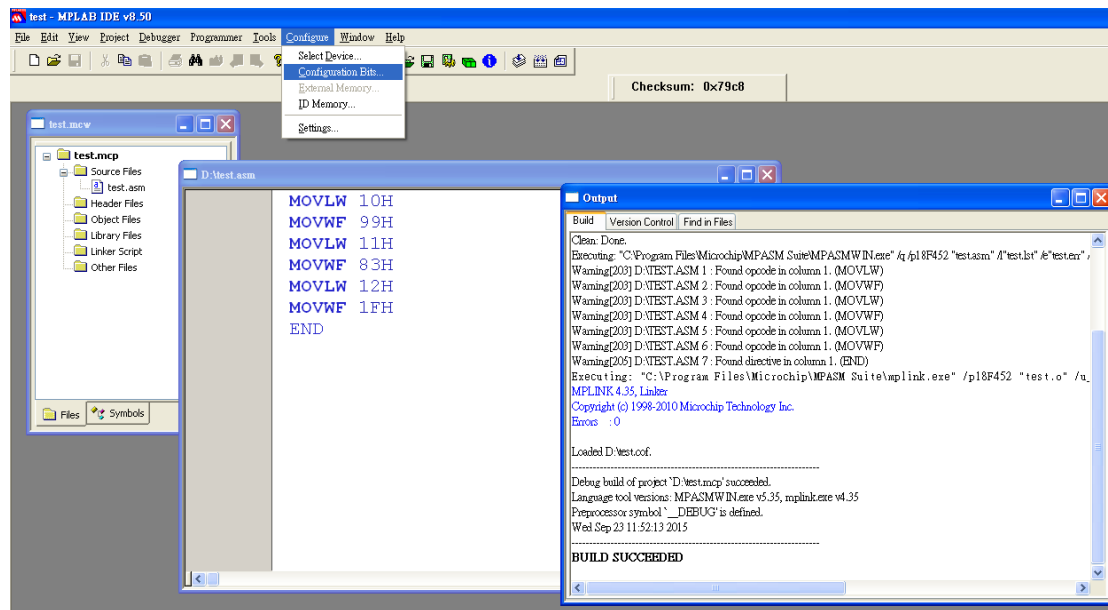 test - MPLAB IDE v8.50
File Edit View Project Debugger Programmer Tools Configure Window Help
Select Device...
Configuration Bits...
External Memory...
ID Memory...
Settings...
Checksum: 0x79c8
test.mcw
test.mcp
Source Files
test.asm
Header Files
Object Files
Library Files
Linker Script
Other Files
Files Symbols
D:\test.asm
MOVLW 10H
MOVWF 99H
MOVLW 11H
MOVWF 83H
MOVLW 12H
MOVWF 1FH
END
Output
Build Version Control Find in Files
Clean: Done.
Executing: "C:\Program Files\Microchip\MPASM Suite\MPASMWIN.exe" /q /p18F452 "test.asm" /l"test.lst" /e"test.err" /
Warning[203] D:\TEST.ASM 1 : Found opcode in column 1. (MOVLW)
Warning[203] D:\TEST.ASM 2 : Found opcode in column 1. (MOVWF)
Warning[203] D:\TEST.ASM 3 : Found opcode in column 1. (MOVLW)
Warning[203] D:\TEST.ASM 4 : Found opcode in column 1. (MOVWF)
Warning[203] D:\TEST.ASM 5 : Found opcode in column 1. (MOVLW)
Warning[203] D:\TEST.ASM 6 : Found opcode in column 1. (MOVWF)
Warning[205] D:\TEST.ASM 7 : Found directive in column 1. (END)
Executing: "C:\Program Files\Microchip\MPASM Suite\mplink.exe" /p18F452 "test.o" /u_
MPLINK 4.35, Linker
Copyright (c) 1998-2010 Microchip Technology Inc.
Errors : 0
Loaded D:\test.cof.
Debug build of project `D:\test.mcp' succeeded.
Language tool versions: MPASMWIN.exe v5.35, mplink.exe v4.35
Preprocessor symbol `__DEBUG' is defined.
Wed Sep 23 11:52:13 2015
BUILD SUCCEEDED